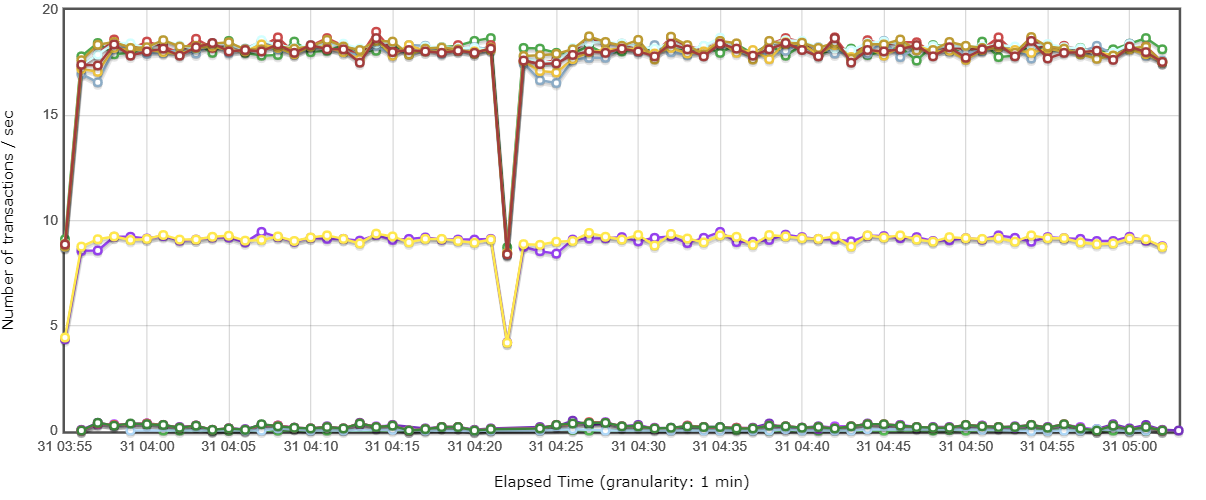 20
15
10
5
0
Number of transactions / sec
31 03:55 31 04:00 31 04:05 31 04:10 31 04:15 31 04:20 31 04:25 31 04:30 31 04:35 31 04:40 31 04:45 31 04:50 31 04:55 31 05:00
Elapsed Time (granularity: 1 min)